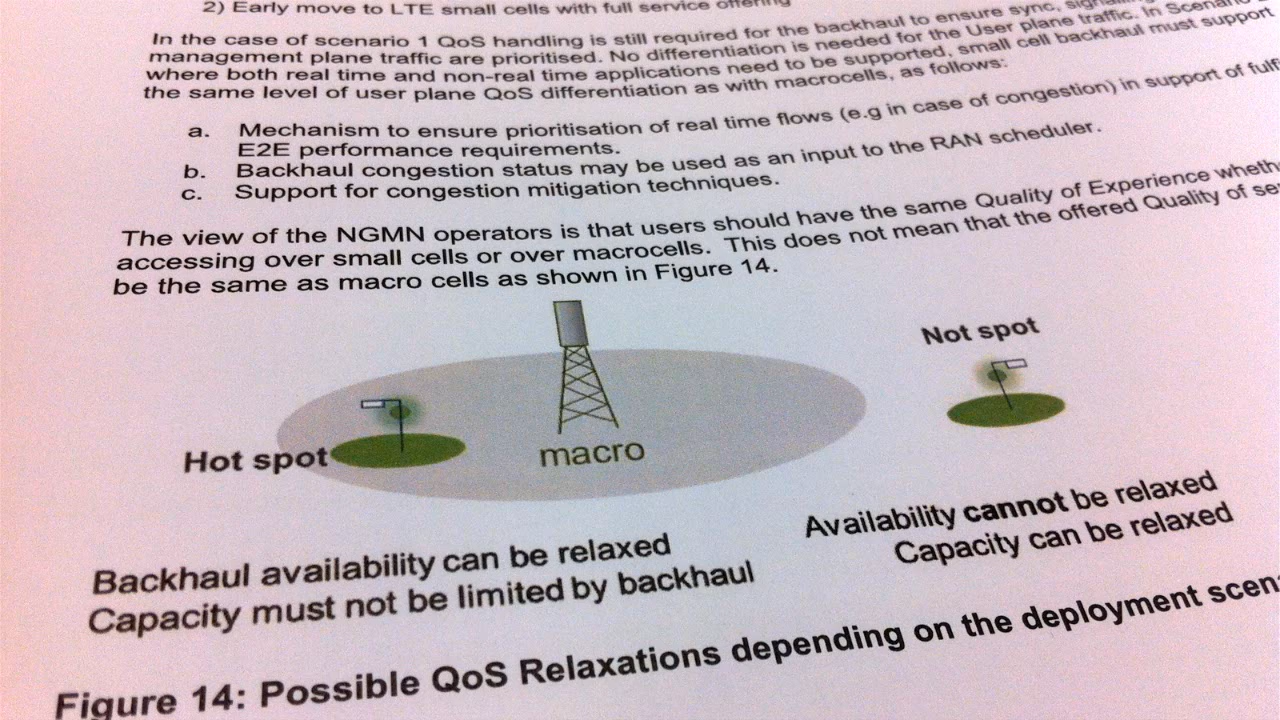 2) Early move to LTE small cells with full service offering
In the case of scenario 1 QoS handling is still required for the backhaul to ensure sync,
management plane traffic are prioritised. No differentiation is needed for the User plane traffic. In
where both real time and non-real time applications need to be supported, small cell backhaul must support
the same level of user plane QoS differentiation as with macrocells, as follows:
a. Mechanism to ensure prioritisation of real time flows (e.g in case of congestion) in support of
E2E performance requirements.
b. Backhaul congestion status may be used as an input to the RAN scheduler.
c. Support for congestion mitigation techniques.
The view of the NGMN operators is that users should have the same Quality of Experience
accessing over small cells or over macrocells. This does not mean that the offered Quality of
be the same as macro cells as shown in Figure 14.
Not spot
Hot spot
macro
Backhaul availability can be relaxed
Capacity must not be limited by backhaul
Availability cannot be relaxed
Capacity can be relaxed
Figure 14: Possible QoS Relaxations depending on the deployment